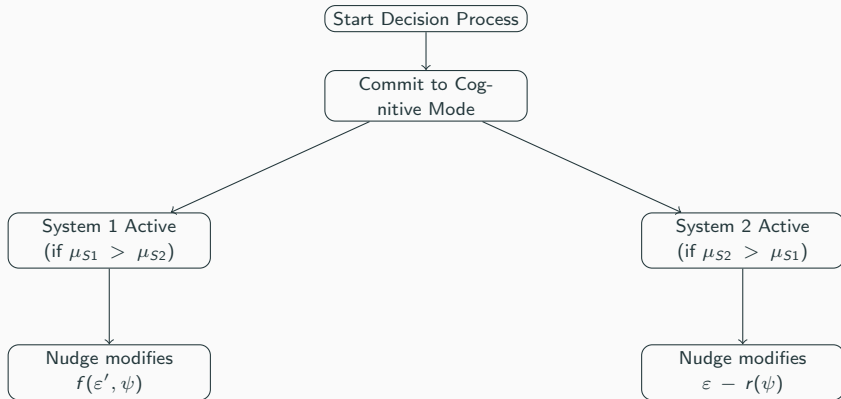 Start Decision Process
Commit to Cog-
nitive Mode
System 1 Active
(if μS1 > μS2)
System 2 Active
(if μS2 > μS1)
Nudge modifies
f(ε′, ψ)
Nudge modifies
ε − r(ψ)